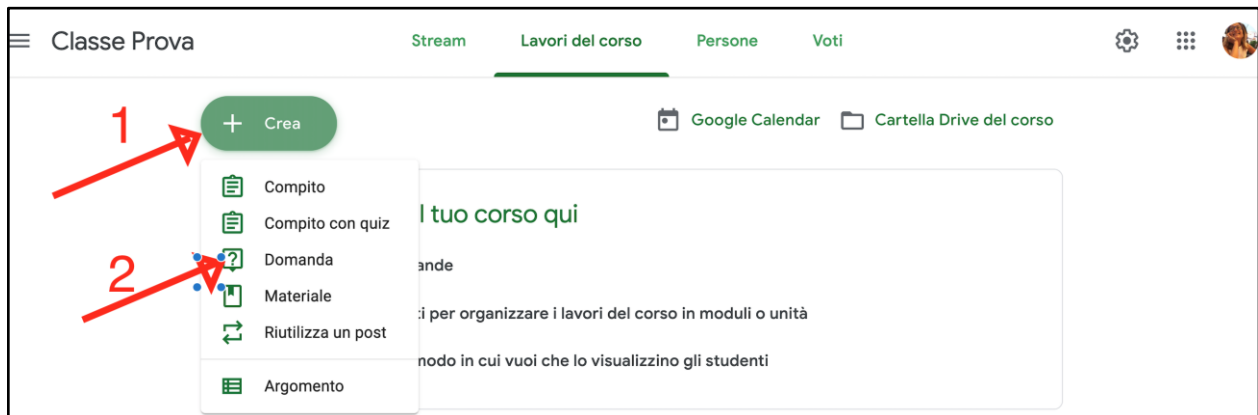 Classe Prova
Stream
Lavori del corso
Persone
Voti
1
Crea
Google Calendar
Cartella Drive del corso
Compito
Compito con quiz
l tuo corso qui
2
Domanda
ande
Materiale
ti per organizzare i lavori del corso in moduli o unità
Riutilizza un post
modo in cui vuoi che lo visualizzino gli studenti
Argomento